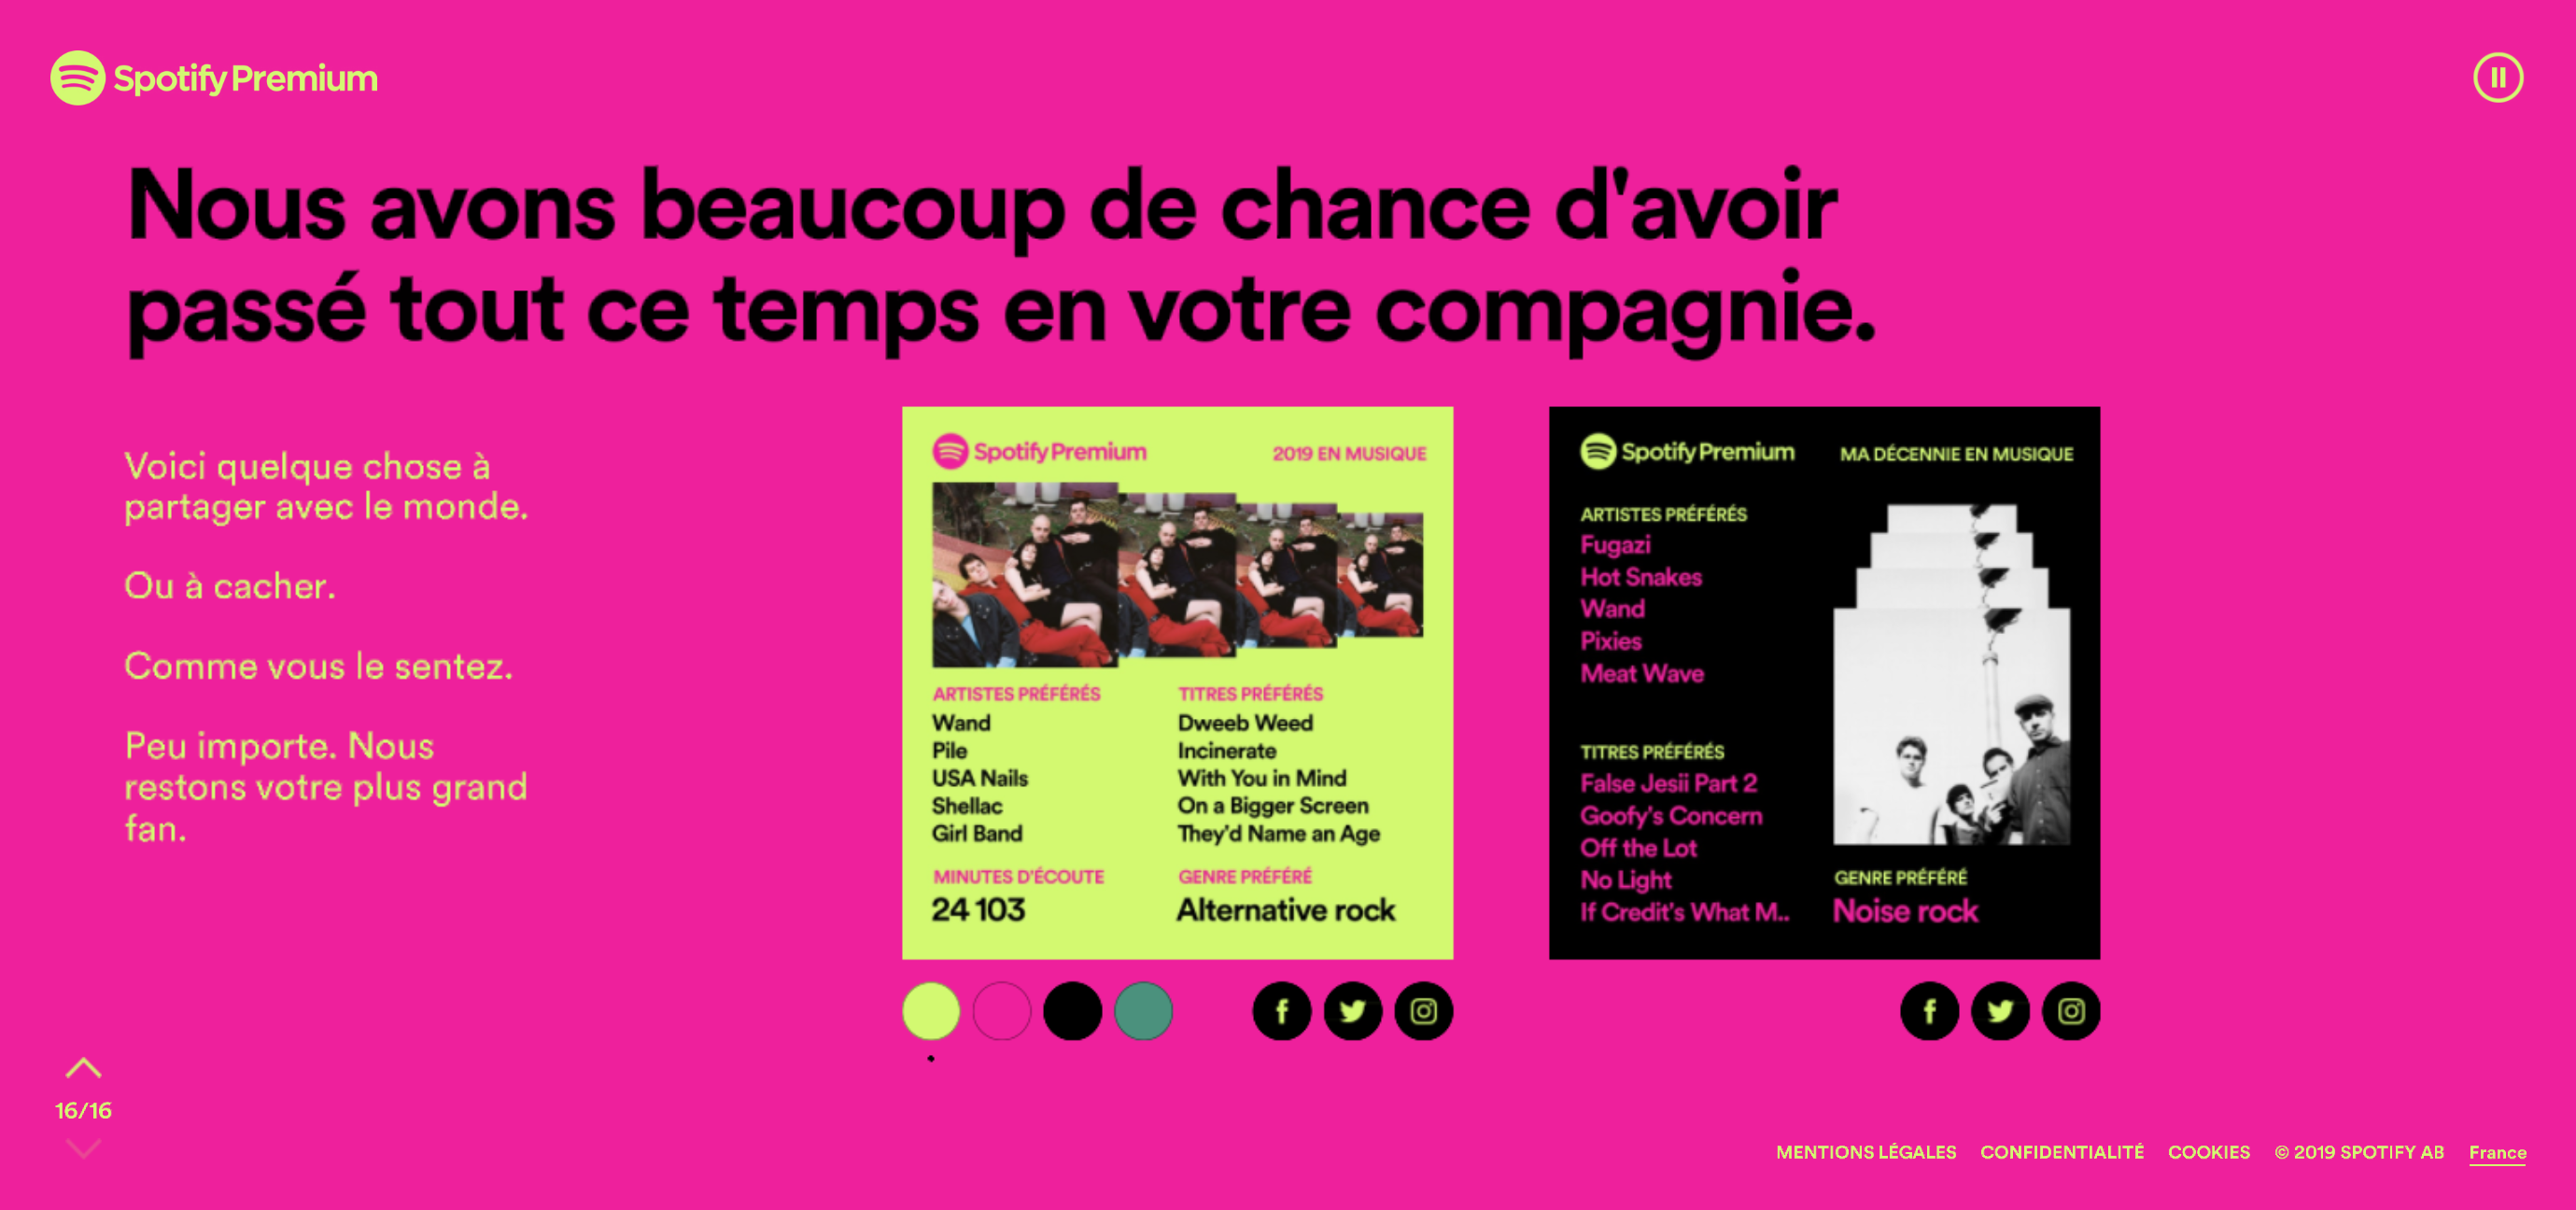 Spotify Premium
Nous avons beaucoup de chance d'avoir
passé tout ce temps en votre compagnie.
Voici quelque chose à
partager avec le monde.
Ou à cacher.
Comme vous le sentez.
Peu importe. Nous
restons votre plus grand
fan.
Spotify Premium
2019 EN MUSIQUE
ARTISTES PRÉFÉRÉS
Wand
Pile
USA Nails
Shellac
Girl Band
TITRES PRÉFÉRÉS
Dweeb Weed
Incinerate
With You in Mind
On a Bigger Screen
They'd Name an Age
MINUTES D'ÉCOUTE
24 103
GENRE PRÉFÉRÉ
Alternative rock
Spotify Premium
MA DÉCENNIE EN MUSIQUE
ARTISTES PRÉFÉRÉS
Fugazi
Hot Snakes
Wand
Pixies
Meat Wave
TITRES PRÉFÉRÉS
False Jesii Part 2
Goofy's Concern
Off the Lot
No Light
If Credit's What M..
GENRE PRÉFÉRÉ
Noise rock
16/16
MENTIONS LÉGALES CONFIDENTIALITÉ COOKIES © 2019 SPOTIFY AB France